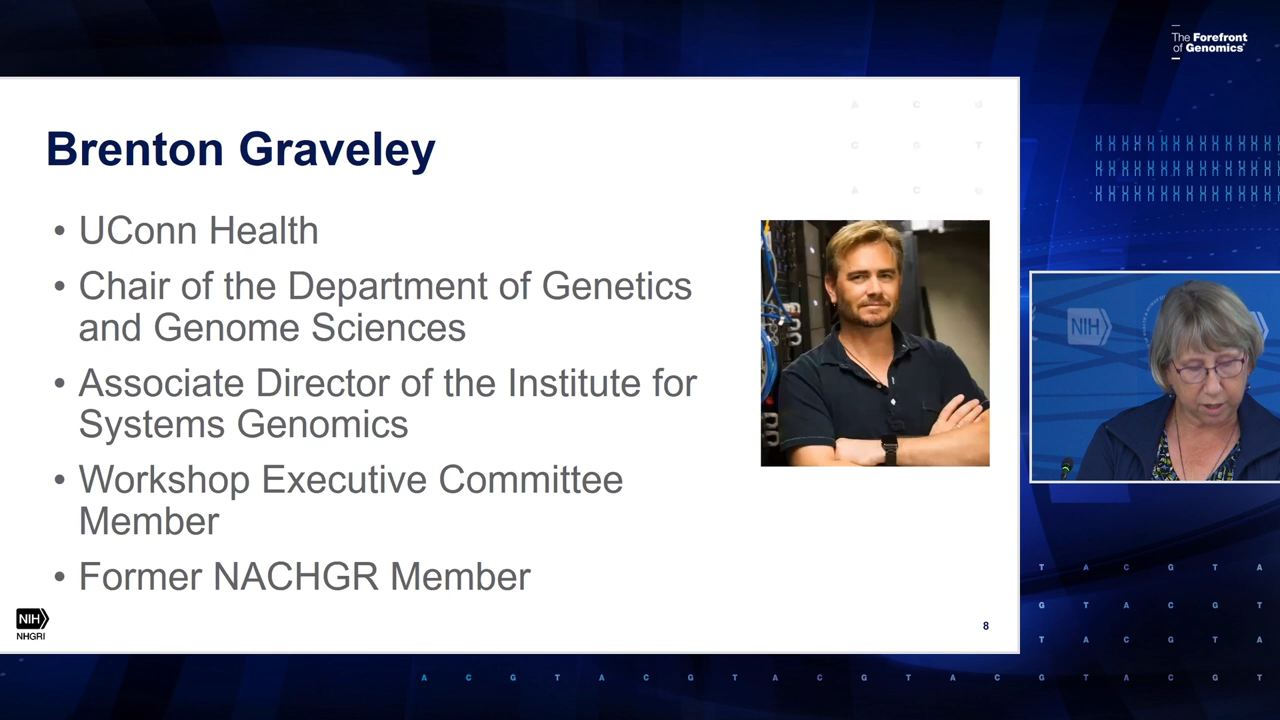 The Forefront
of Genomics®
Brenton Graveley
• UConn Health
• Chair of the Department of Genetics
and Genome Sciences
• Associate Director of the Institute for
Systems Genomics
• Workshop Executive Committee
Member
• Former NACHGR Member
NIH
NHGRI
8
A C G
G T
A C
NIH
T A C G T A
G T A C G T
T A C G T A
A C G T A C G T A C G T A C G T A C G T